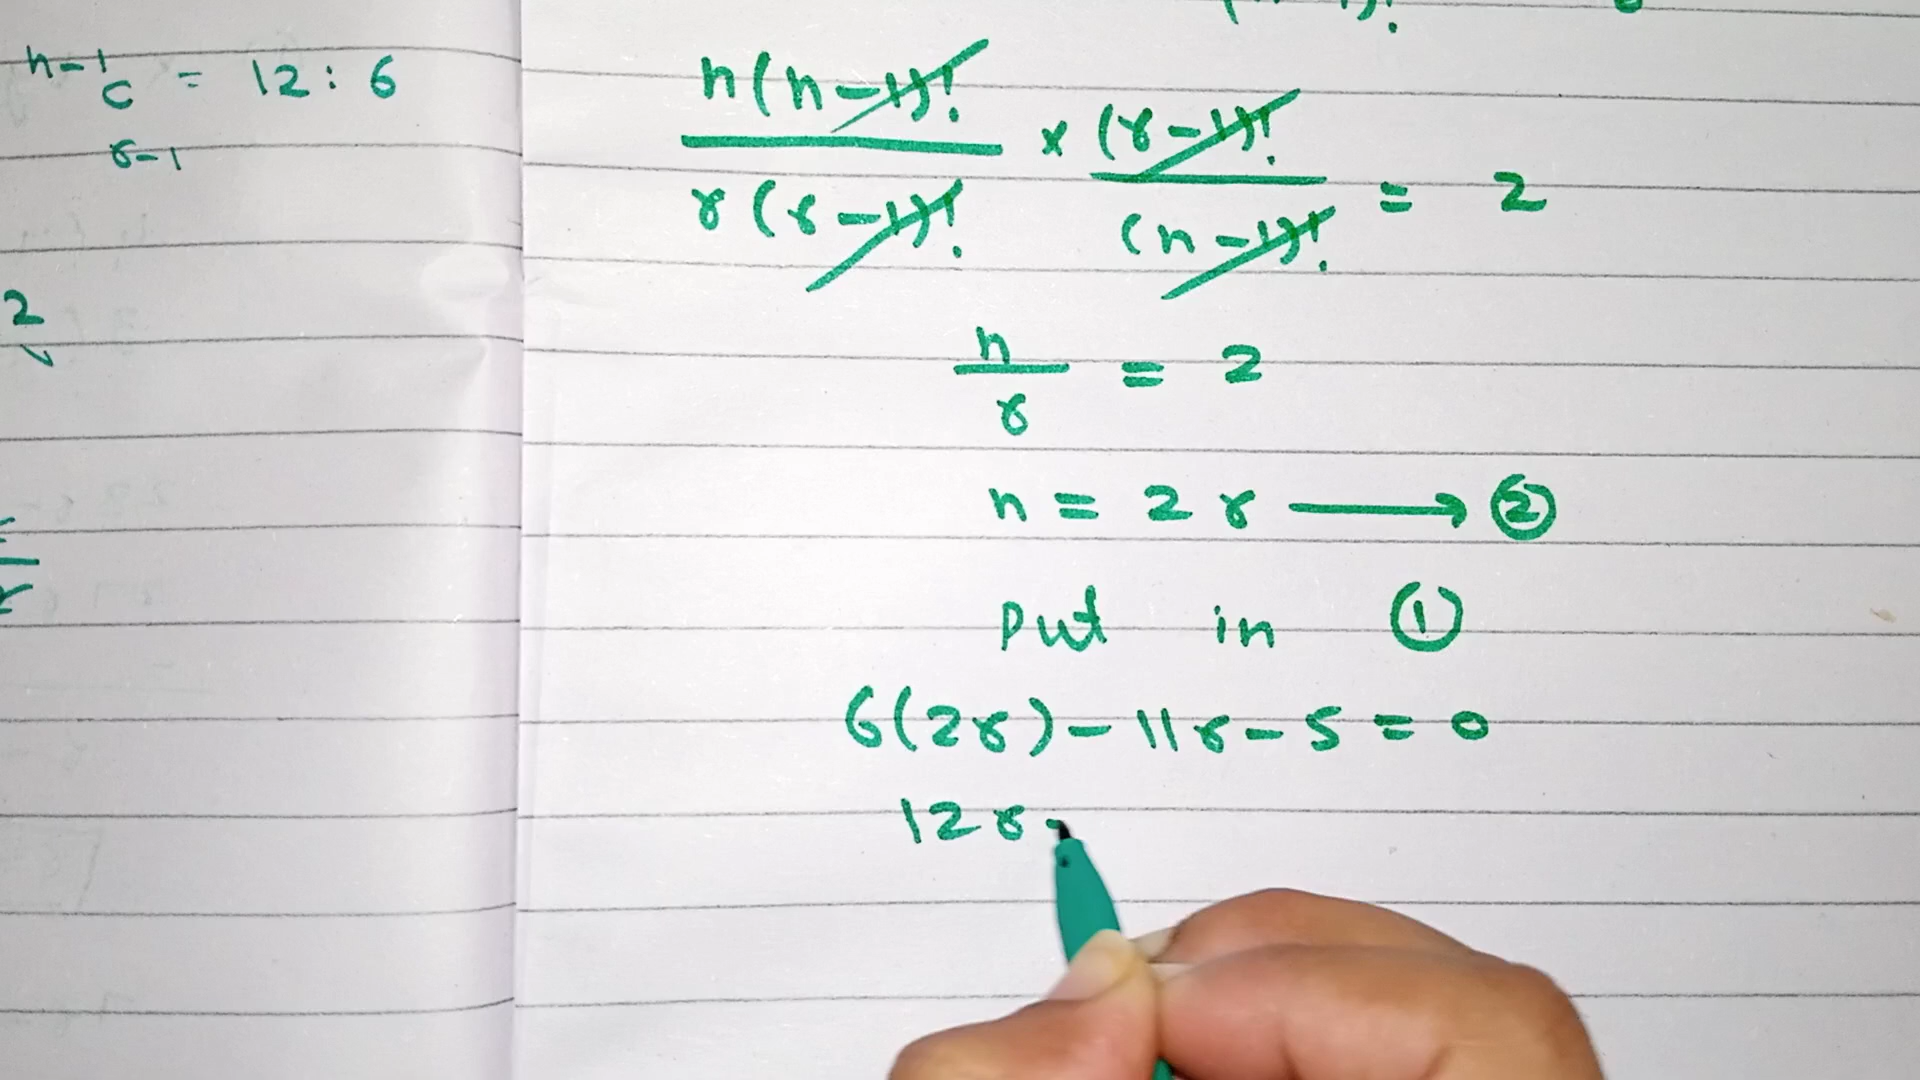 n-1
C = 12 : 6
r-1
2
n(n-1)! × (r-1)!
r(r-1)! (n-1)! = 2
n
— = 2
r
n = 2r → ②
Put in ①
6(2r) - 11r - 5 = 0
12r -